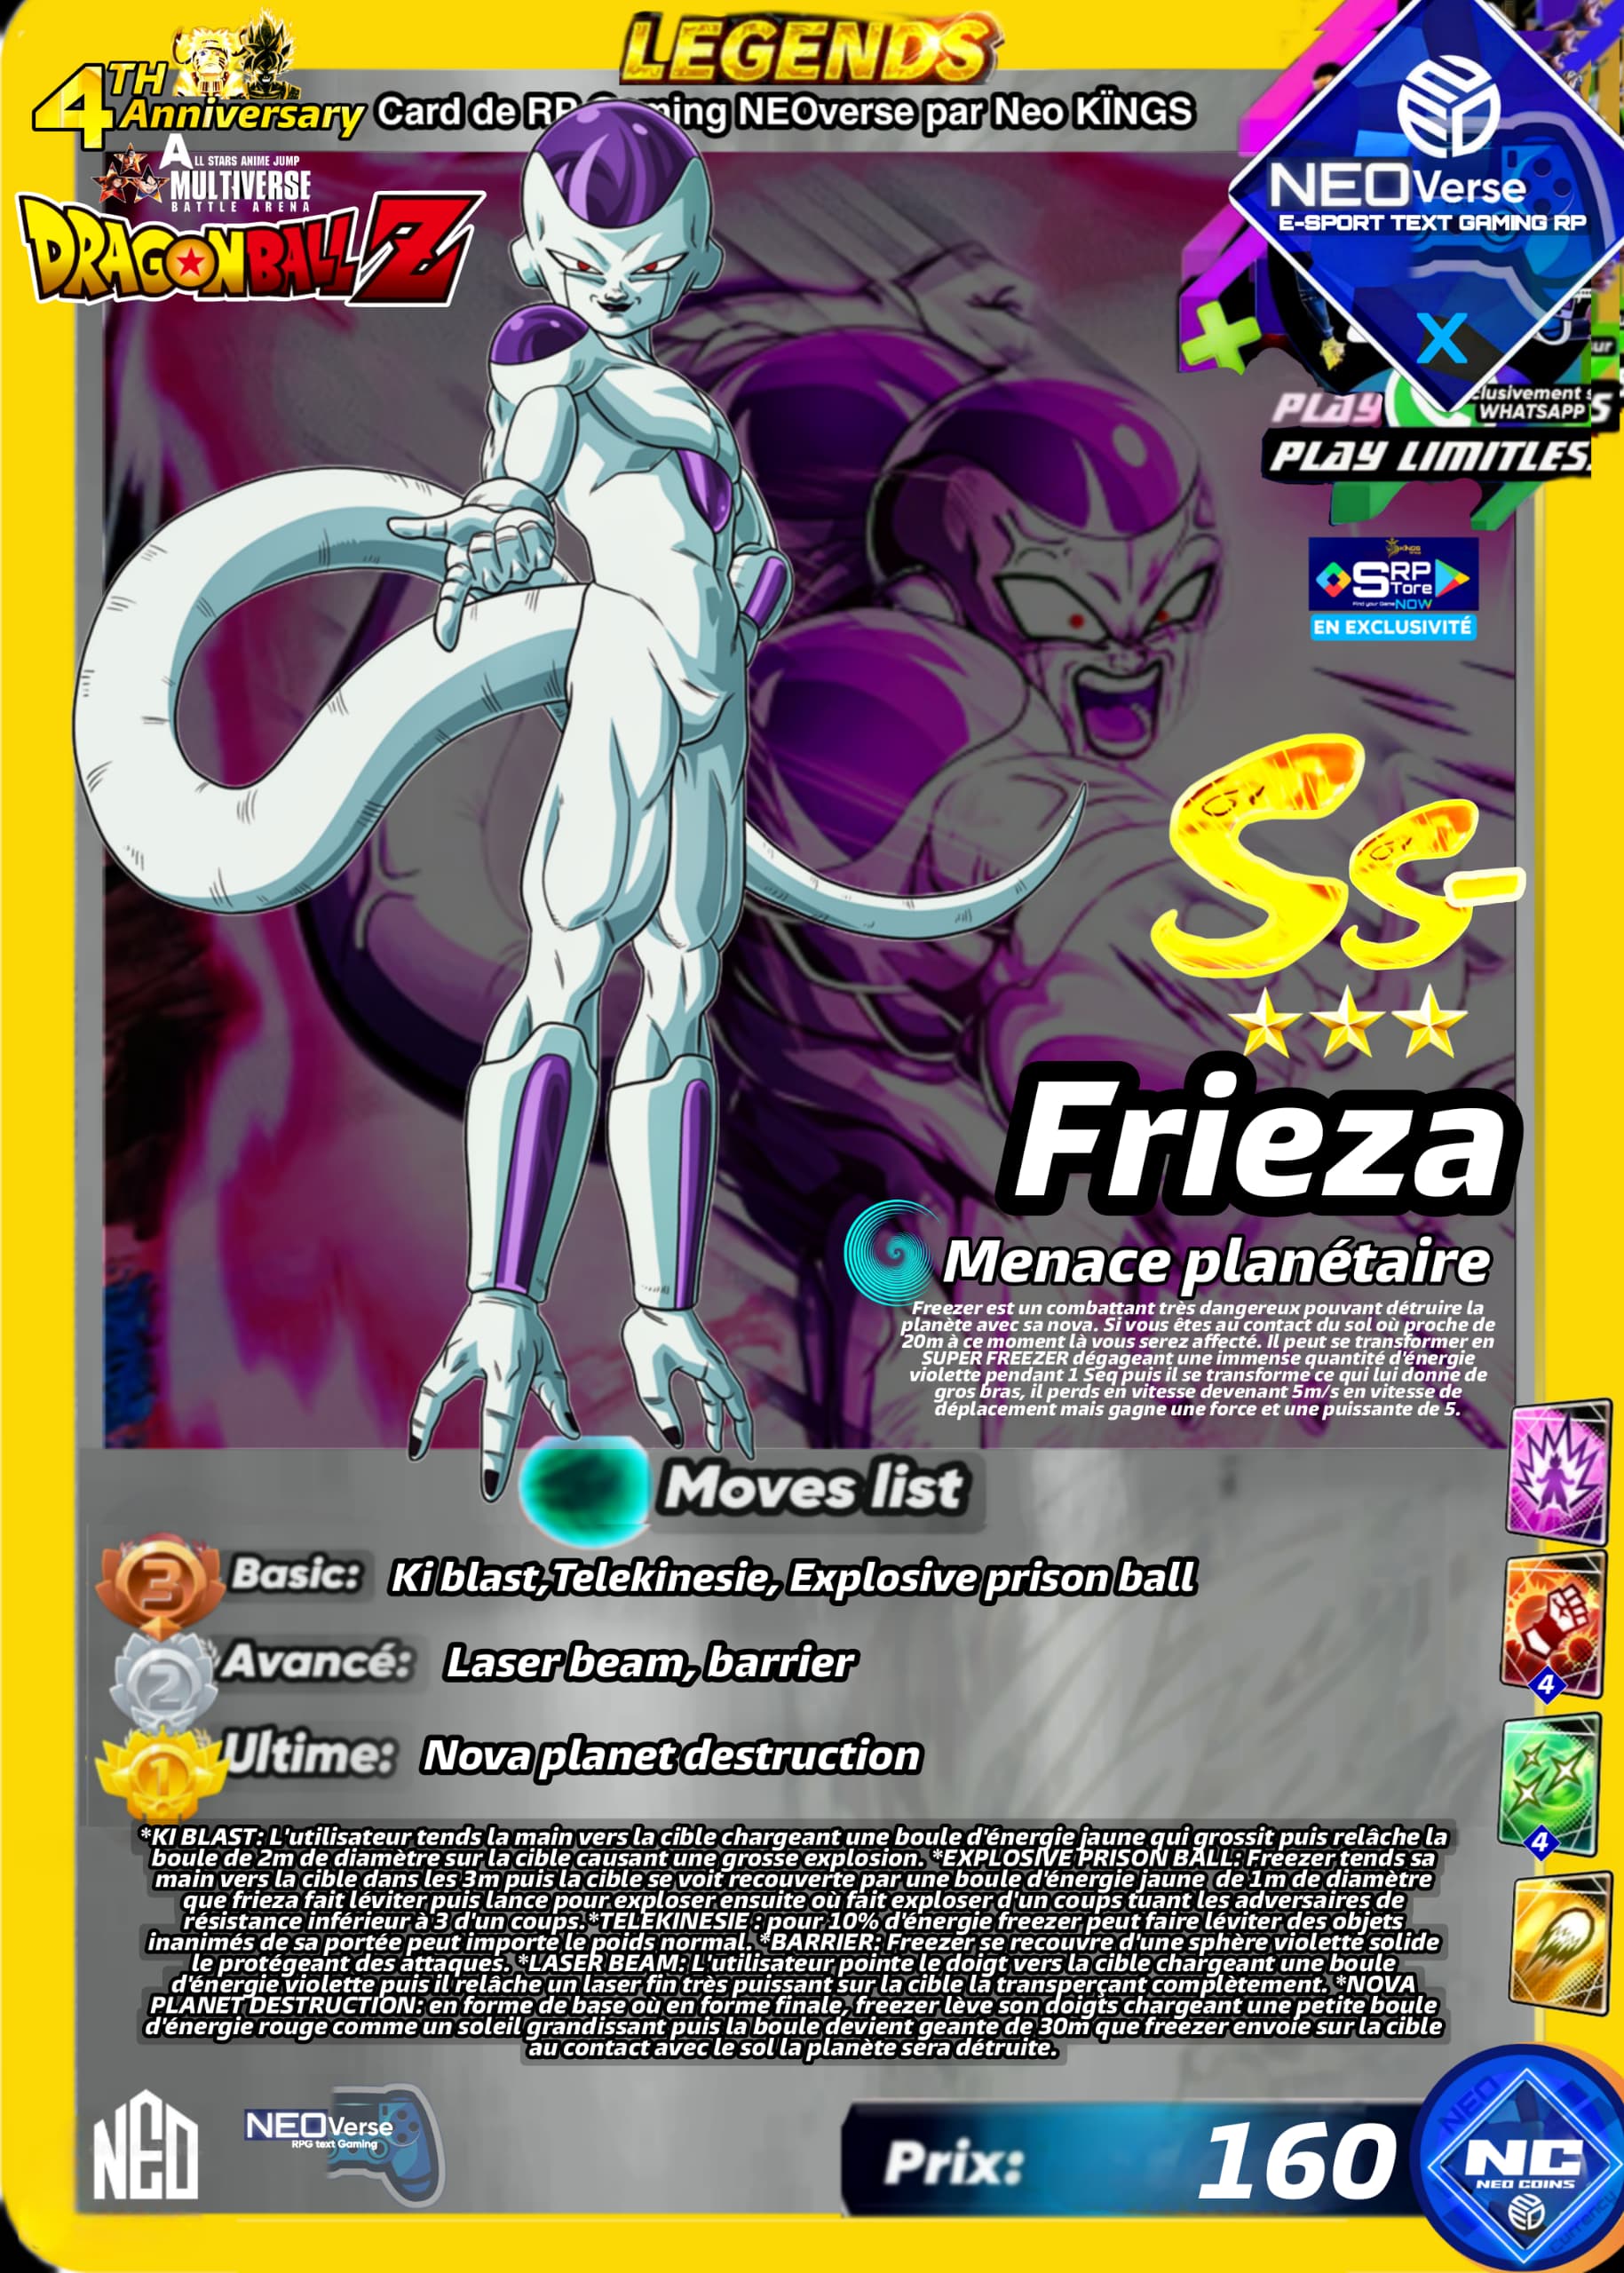 LEGENDS
4TH
Anniversary
Card de RP Gaming NEOverse par Neo KÏNGS
ALL STARS ANIME JUMP
MULTIVERSE
BATTLE ARENA
DRAGONBALL Z
NEOVerse
E-SPORT TEXT GAMING RP
X
PLAY
clusivement
WHATSAPP
PLAY LIMITLES
SRP
Tore
NOW
EN EXCLUSIVITÉ
Ss-
Frieza
Menace planétaire
Freezer est un combattant très dangereux pouvant détruire la
planète avec sa nova. Si vous êtes au contact du sol où proche de
20m à ce moment là vous serez affecté. Il peut se transformer en
SUPER FREEZER dégageant une immense quantité d'énergie
violette pendant 1 Seq puis il se transforme ce qui lui donne de
gros bras, il perds en vitesse devenant 5m/s en vitesse de
déplacement mais gagne une force et une puissante de 5.
Moves list
3 Basic: Ki blast,Telekinesie, Explosive prison ball
2 Avancé: Laser beam, barrier
1 Ultime: Nova planet destruction
4
4
*KI BLAST: L'utilisateur tends la main vers la cible chargeant une boule d'énergie jaune qui grossit puis relâche la
boule de 2m de diamètre sur la cible causant une grosse explosion. *EXPLOSIVE PRISON BALL: Freezer tends sa
main vers la cible dans les 3m puis la cible se voit recouverte par une boule d'énergie jaune de 1m de diamètre
que frieza fait léviter puis lance pour exploser ensuite où fait exploser d'un coups tuant les adversaires de
résistance inférieur à 3 d'un coups.*TELEKINESIE : pour 10% d'énergie freezer peut faire léviter des objets
inanimés de sa portée peut importe le poids normal. *BARRIER: Freezer se recouvre d'une sphère violette solide
le protégeant des attaques. *LASER BEAM: L'utilisateur pointe le doigt vers la cible chargeant une boule
d'énergie violette puis il relâche un laser fin très puissant sur la cible la transperçant complètement. *NOVA
PLANET DESTRUCTION: en forme de base où en forme finale, freezer lève son doigts chargeant une petite boule
d'énergie rouge comme un soleil grandissant puis la boule devient geante de 30m que freezer envoie sur la cible
au contact avec le sol la planète sera détruite.
NEO
NEOVerse
RPG text Gaming
Prix: 160
NC
NEO COINS